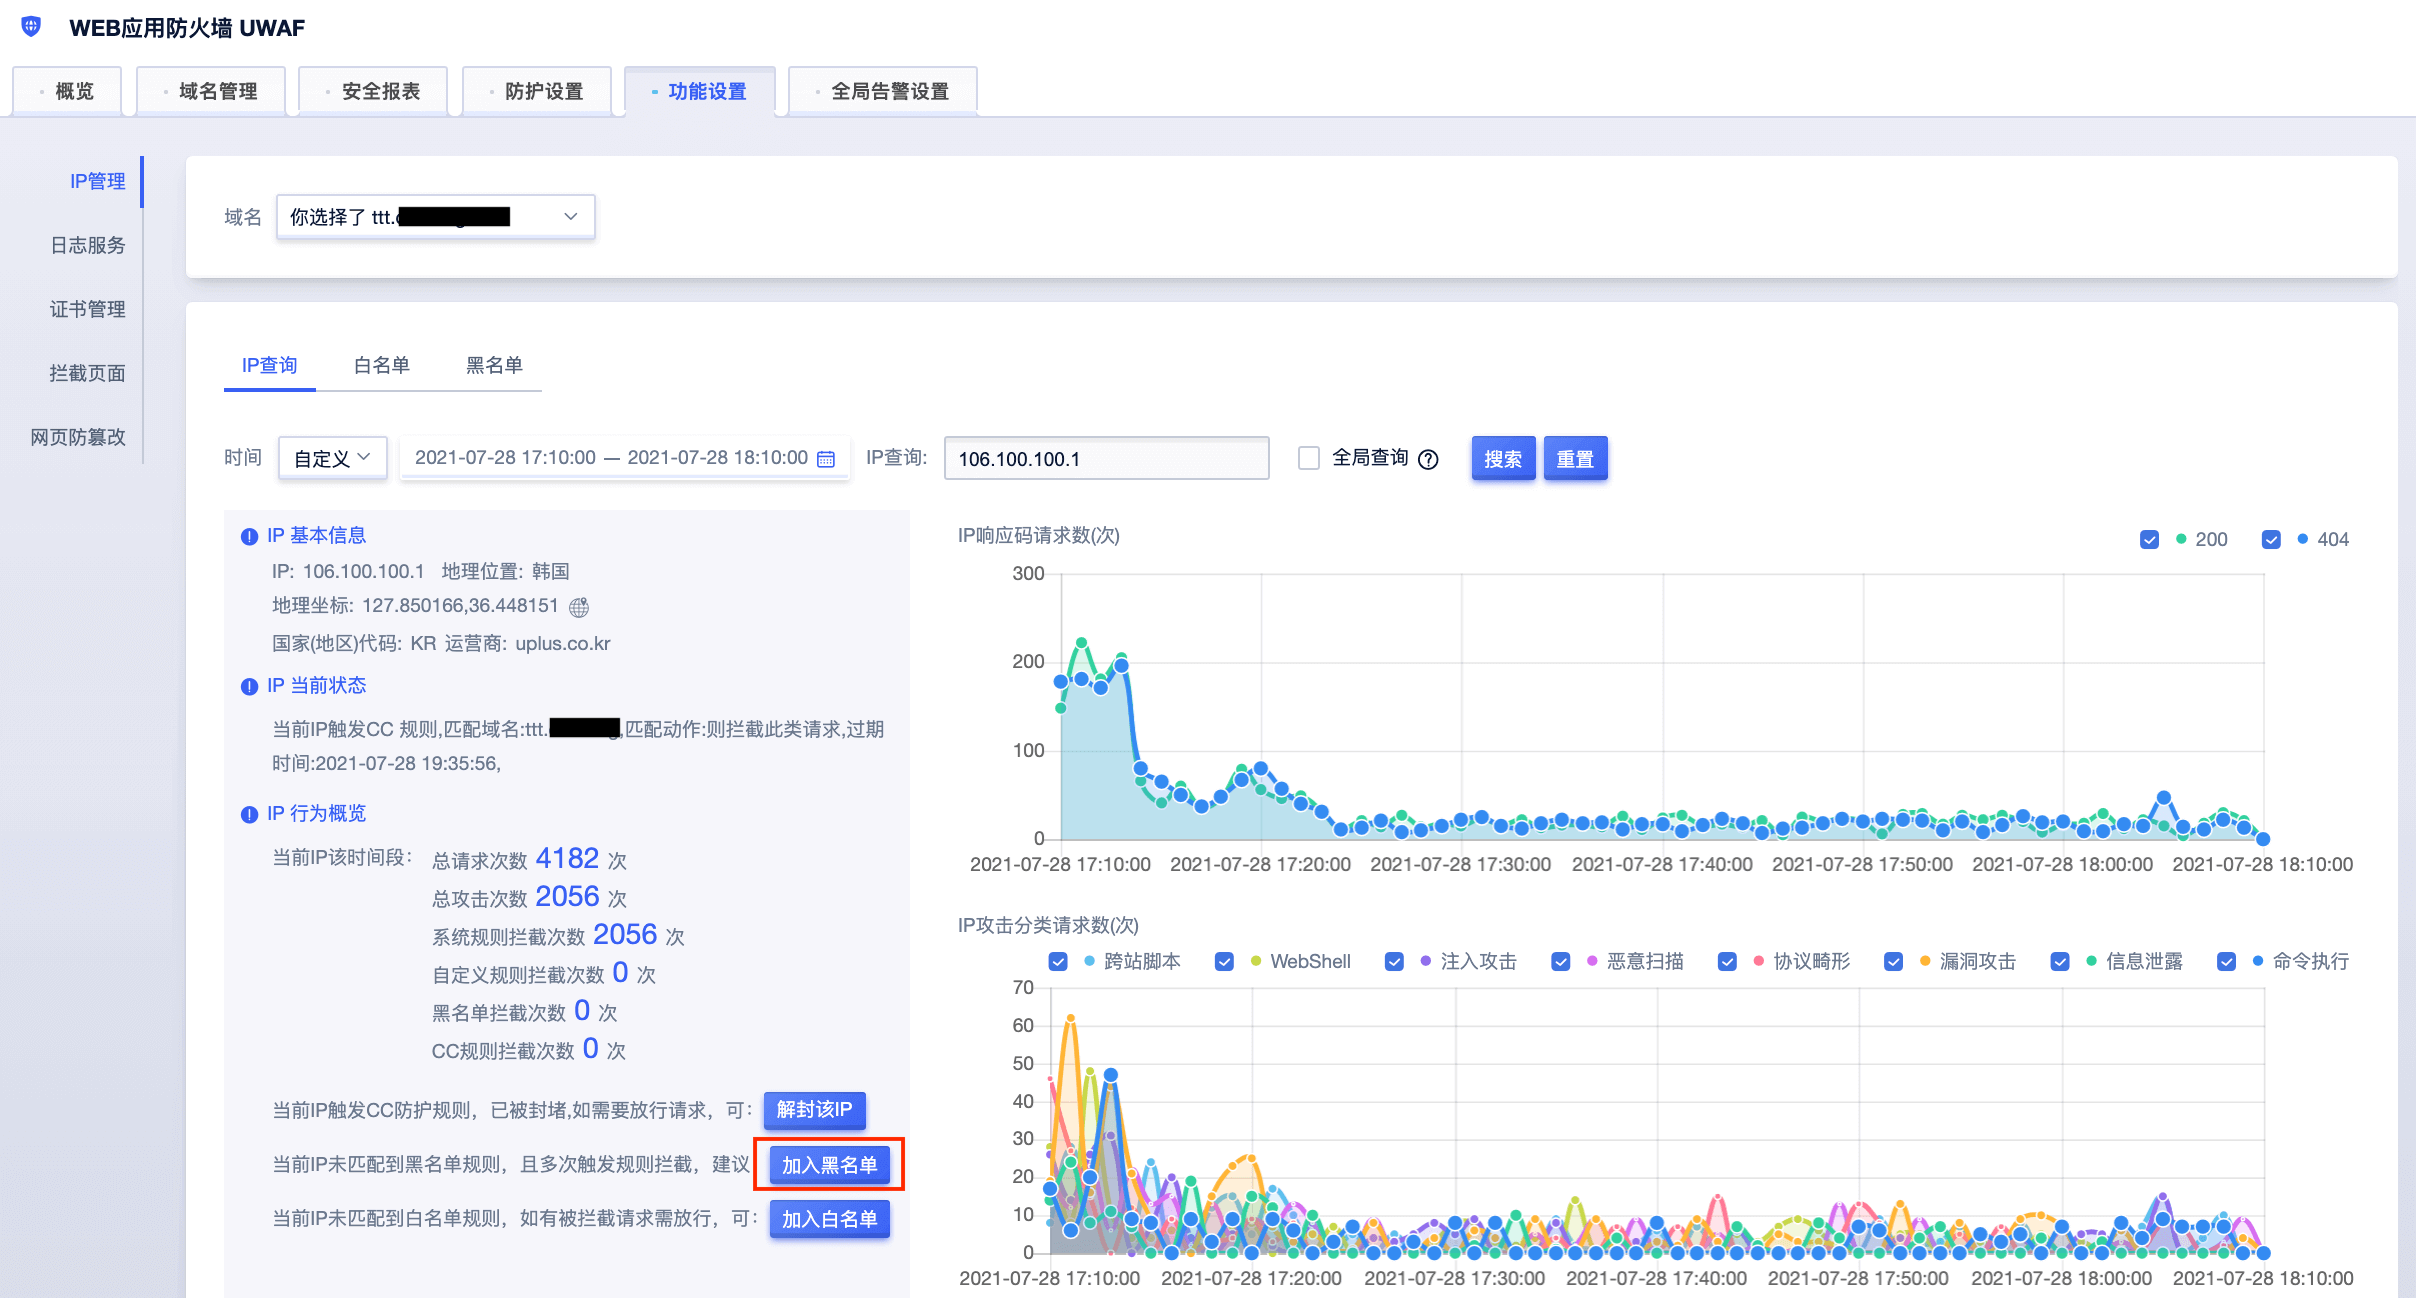 WEB应用防火墙 UWAF
概览
域名管理
安全报表
防护设置
功能设置
全局告警设置
IP管理
日志服务
证书管理
拦截页面
网页防篡改
域名 你选择了 ttt.
IP查询 白名单 黑名单
时间 自定义 2021-07-28 17:10:00 — 2021-07-28 18:10:00 IP查询: 106.100.100.1 全局查询 ? 搜索 重置
IP 基本信息
IP: 106.100.100.1 地理位置: 韩国
地理坐标: 127.850166,36.448151
国家(地区)代码: KR 运营商: uplus.co.kr
IP 当前状态
当前IP触发CC 规则,匹配域名:ttt. ,匹配动作:则拦截此类请求,过期
时间:2021-07-28 19:35:56,
IP 行为概览
当前IP该时间段: 总请求次数 4182 次
总攻击次数 2056 次
系统规则拦截次数 2056 次
自定义规则拦截次数 0 次
黑名单拦截次数 0 次
CC规则拦截次数 0 次
当前IP触发CC防护规则，已被封堵,如需要放行请求，可: 解封该IP
当前IP未匹配到黑名单规则，且多次触发规则拦截，建议 加入黑名单
当前IP未匹配到白名单规则，如有被拦截请求需放行，可: 加入白名单
IP响应码请求数(次)
200 404
300
200
100
0
2021-07-28 17:10:00 2021-07-28 17:20:00 2021-07-28 17:30:00 2021-07-28 17:40:00 2021-07-28 17:50:00 2021-07-28 18:00:00 2021-07-28 18:10:00
IP攻击分类请求数(次)
跨站脚本 WebShell 注入攻击 恶意扫描 协议畸形 漏洞攻击 信息泄露 命令执行
70
60
50
40
30
20
10
0
2021-07-28 17:10:00 2021-07-28 17:20:00 2021-07-28 17:30:00 2021-07-28 17:40:00 2021-07-28 17:50:00 2021-07-28 18:00:00 2021-07-28 18:10:00